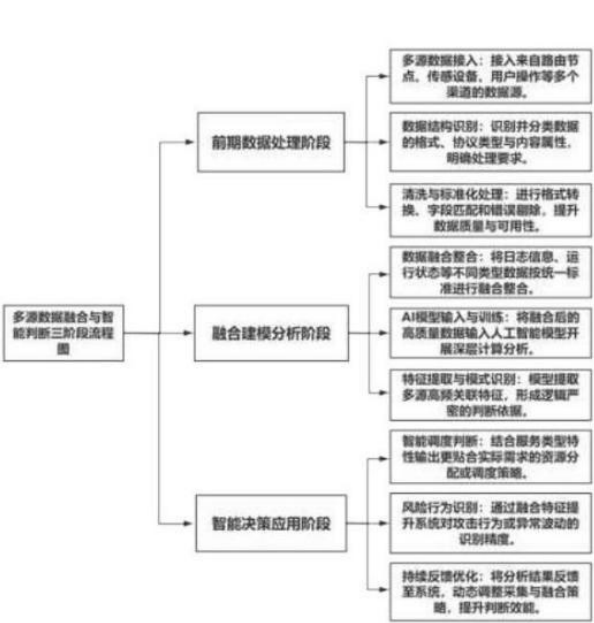 多源数据融合与智
能判断三阶段流程
图
前期数据处理阶段
多源数据接入：接入来自路由节
点、传感设备、用户操作等多个
渠道的数据源。
数据结构识别：识别并分类数据
的格式、协议类型与内容属性，
明确处理要求。
清洗与标准化处理：进行格式转
换、字段匹配和错误剔除，提升
数据质量与可用性。
融合建模分析阶段
数据融合整合：将日志信息、运
行状态等不同类型数据按统一标
准进行融合整合。
AI模型输入与训练：将融合后的
高质量数据输入人工智能模型开
展深层计算分析。
特征提取与模式识别：模型提取
多源高频关联特征，形成逻辑严
密的判断依据。
智能决策应用阶段
智能调度判断：结合服务类型特
性输出更贴合实际需求的资源分
配或调度策略。
风险行为识别：通过融合特征提
升系统对攻击行为或异常波动的
识别精度。
持续反馈优化：将分析结果反馈
至系统，动态调整采集与融合策
略，提升判断效能。